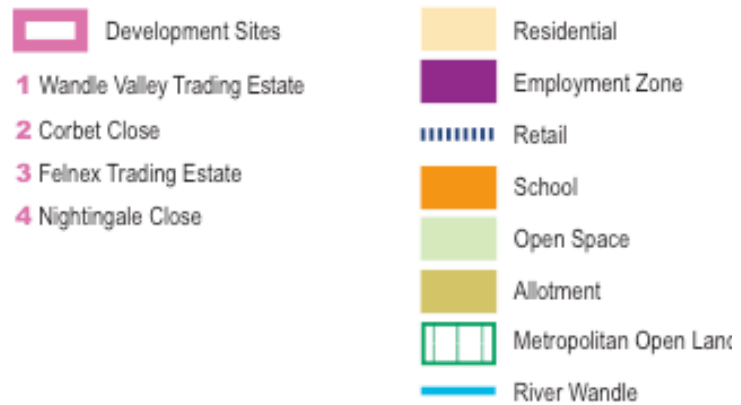 Development Sites
1 Wandle Valley Trading Estate
2 Corbet Close
3 Felnex Trading Estate
4 Nightingale Close
Residential
Employment Zone
Retail
School
Open Space
Allotment
Metropolitan Open Land
River Wandle